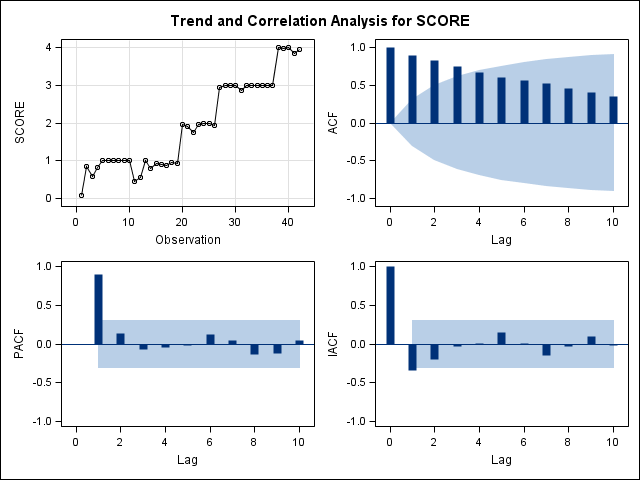 Trend and Correlation Analysis for SCORE
SCORE
4
3
2
1
0
0 10 20 30 40
Observation
ACF
1.0
0.5
0.0
-0.5
-1.0
0 2 4 6 8 10
Lag
PACF
1.0
0.5
0.0
-0.5
-1.0
0 2 4 6 8 10
Lag
IACF
1.0
0.5
0.0
-0.5
-1.0
0 2 4 6 8 10
Lag